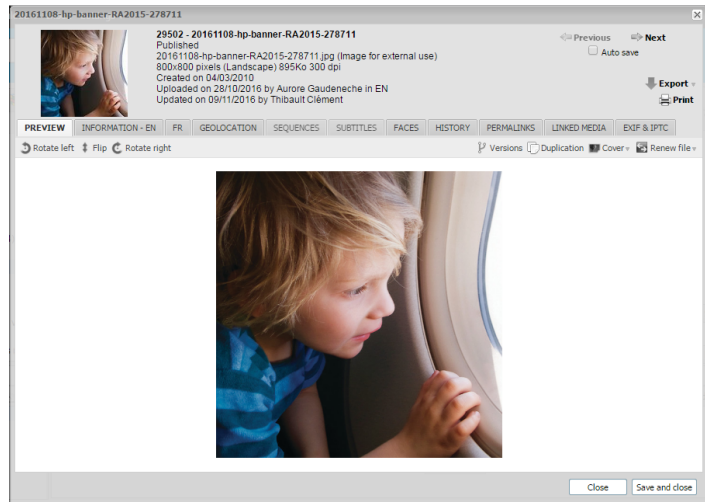 20161108-hp-banner-RA2015-278711
29502 - 20161108-hp-banner-RA2015-278711
Published
20161108-hp-banner-RA2015-278711.jpg (Image for external use)
800x800 pixels (Landscape) 895Ko 300 dpi
Created on 04/03/2010
Uploaded on 28/10/2016 by Aurore Gaudeneche in EN
Updated on 09/11/2016 by Thibault Clément
Previous Next
Auto save
Export
Print
PREVIEW INFORMATION - EN FR GEOLOCATION SEQUENCES SUBTITLES FACES HISTORY PERMALINKS LINKED MEDIA EXIF & IPTC
Rotate left Flip Rotate right Versions Duplication Cover Renew file
Close Save and close